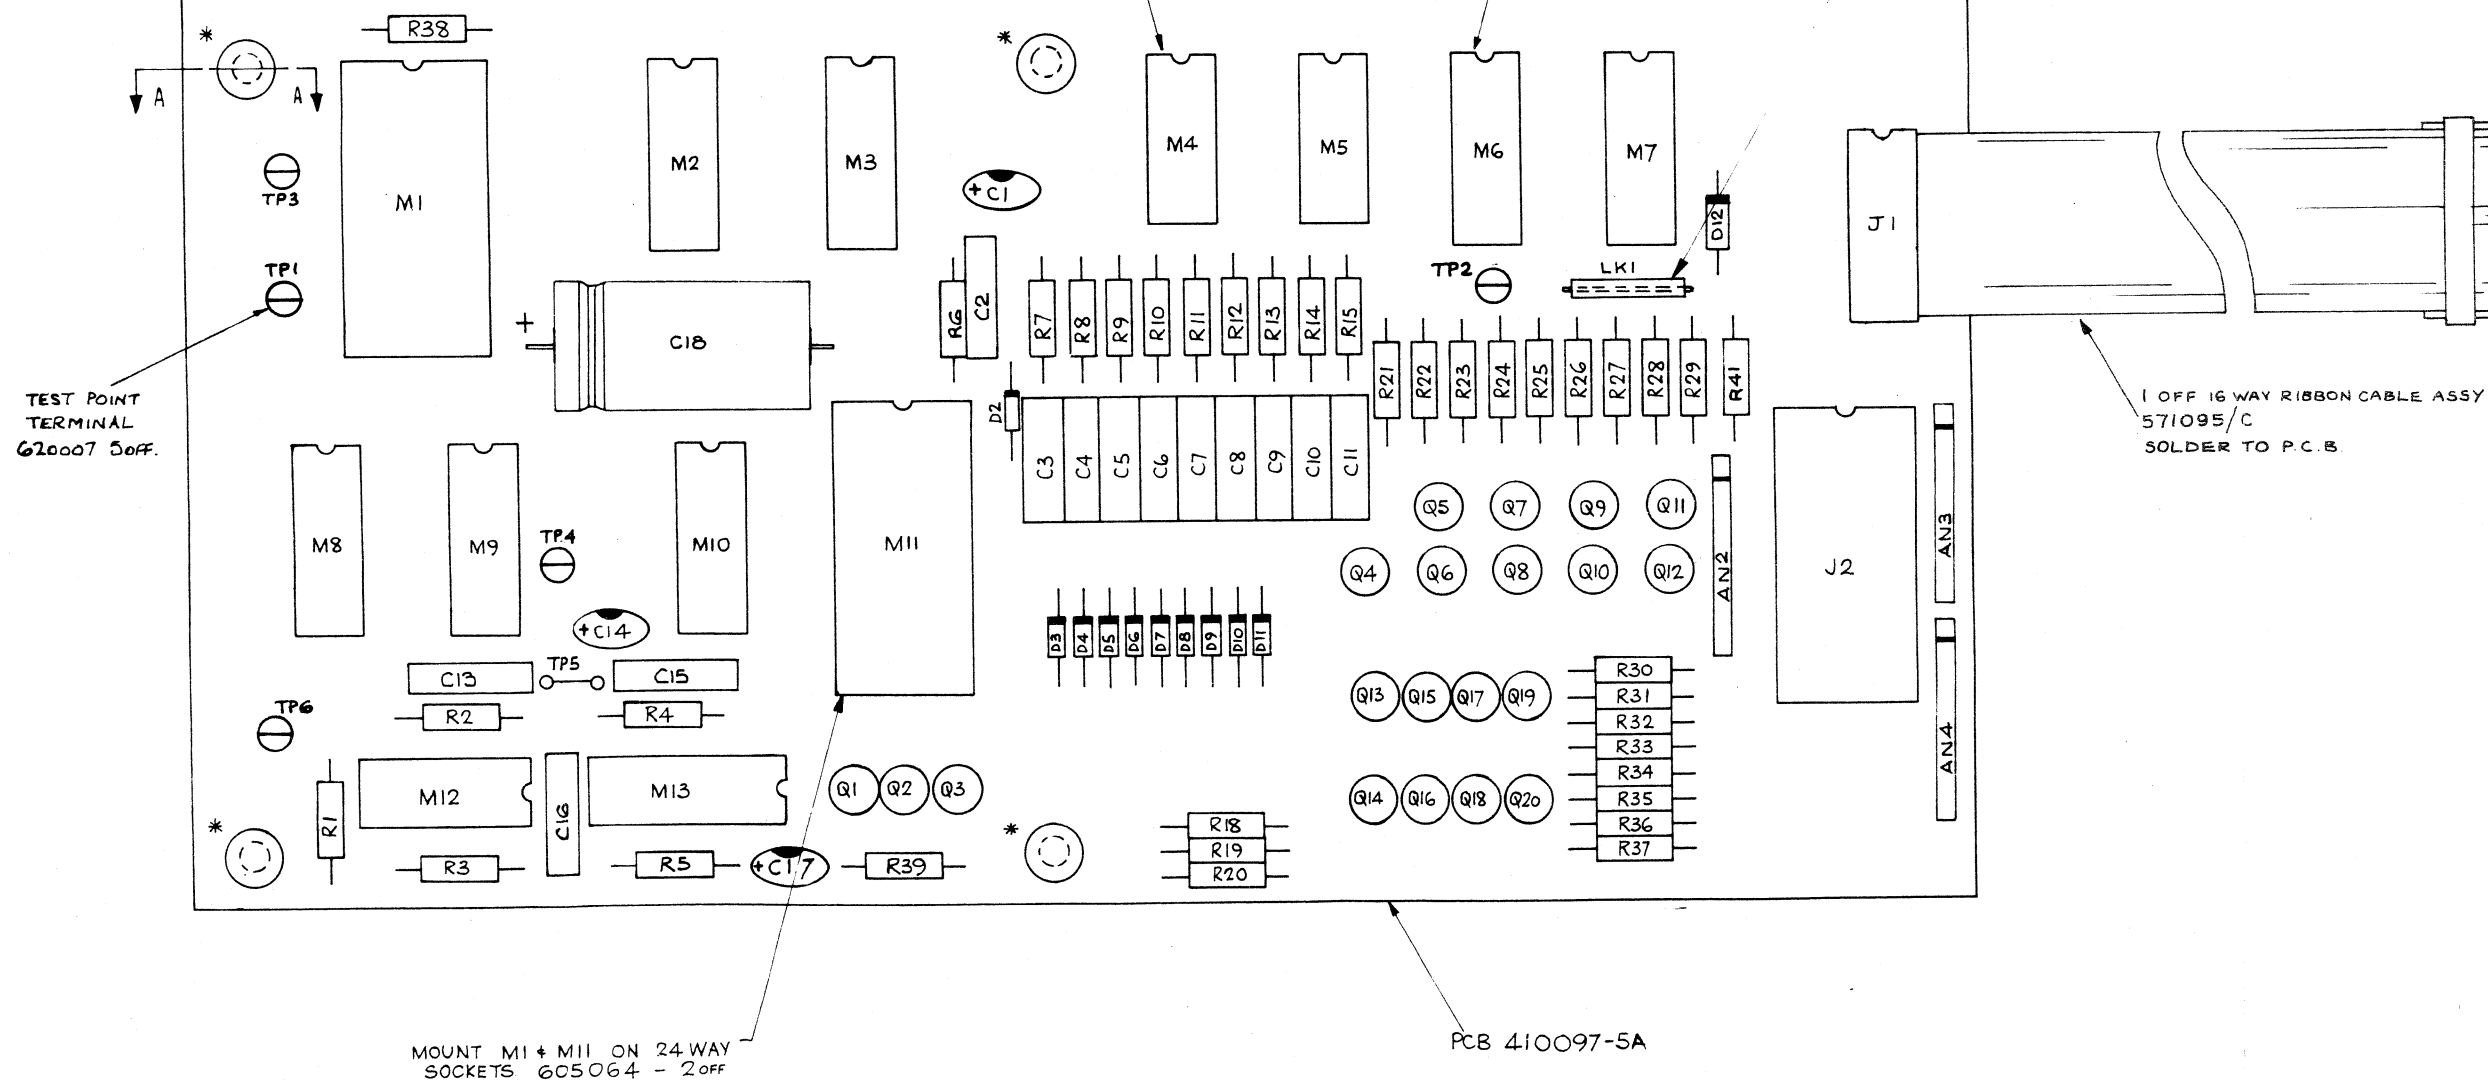 R38
*
*
A
A
M1
M2
M3
M4
M5
M6
M7
TP3
+C1
D12
J1
TP1
TP2
LK1
+
C18
R6
C2
R7
R8
R9
R10
R11
R12
R13
R14
R15
R21
R22
R23
R24
R25
R26
R27
R28
R29
R41
TEST POINT
TERMINAL
620007 5OFF.
1 OFF 16 WAY RIBBON CABLE ASSY
571095/C
SOLDER TO P.C.B.
D2
C3
C4
C5
C6
C7
C8
C9
C10
C11
M8
M9
TP.4
M10
M11
Q5
Q7
Q9
Q11
Q4
Q6
Q8
Q10
Q12
AN2
J2
AN3
+C14
D3
D4
D5
D6
D7
D8
D9
D10
D11
C13
TP5
C15
R2
R4
TP6
Q13
Q15
Q17
Q19
R30
R31
R32
R33
R34
R35
R36
R37
AN4
M12
C16
M13
Q1
Q2
Q3
Q14
Q16
Q18
Q20
*
*
R1
R3
R5
+C17
R39
R18
R19
R20
MOUNT M1 & M11 ON 24 WAY
SOCKETS 605064 - 2OFF
PCB 410097-5A